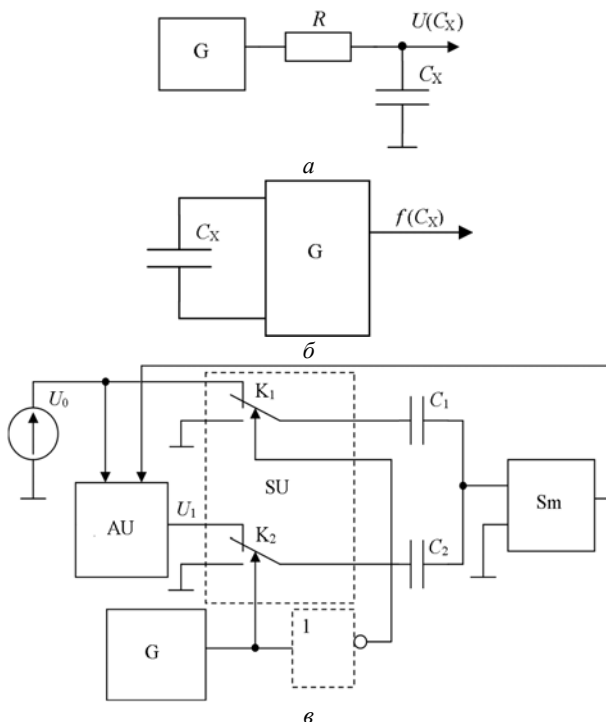 G
R
U(Cₓ)
Cₓ
а
Cₓ
G
f(Cₓ)
б
U₀
K₁
C₁
SU
AU
U₁
K₂
C₂
Sm
G
1
в